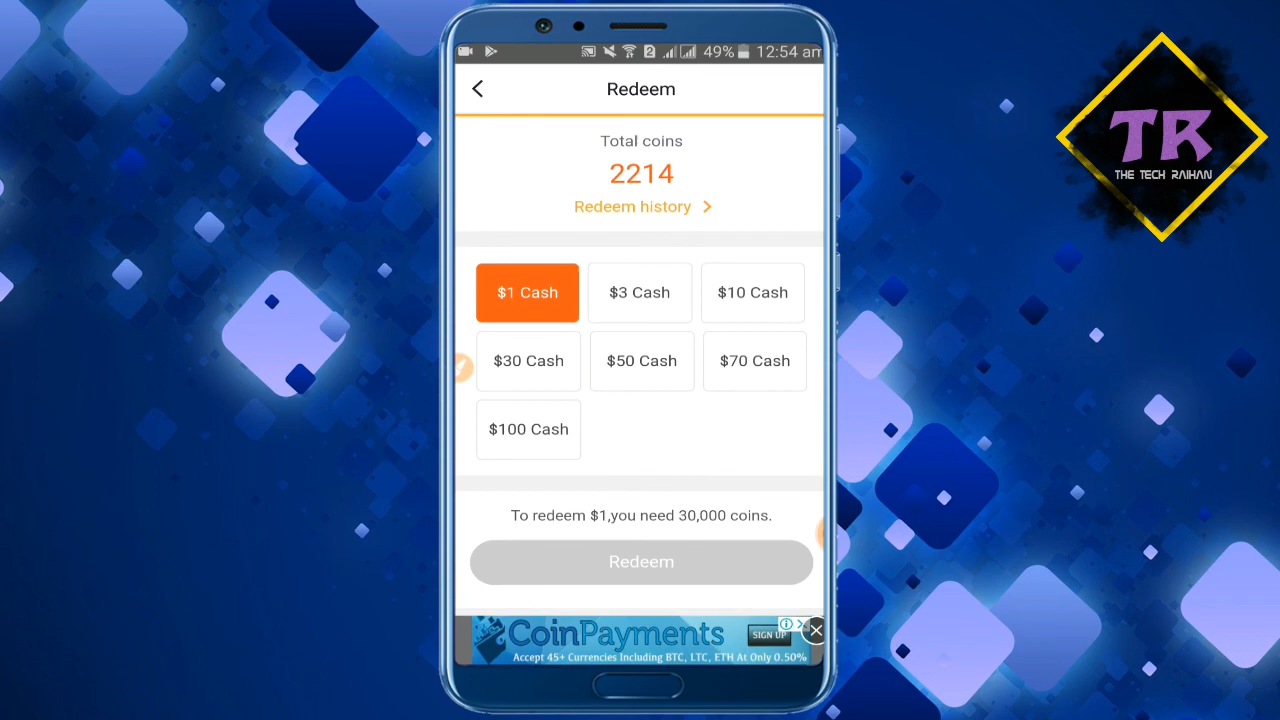 49% 12:54 am
Redeem
Total coins
2214
Redeem history
$1 Cash
$3 Cash
$10 Cash
$30 Cash
$50 Cash
$70 Cash
$100 Cash
To redeem $1,you need 30,000 coins.
Redeem
CoinPayments
SIGN UP
Accept 45+ Currencies Including BTC, LTC, ETH At Only 0.50%
TR
THE TECH RAIHAN